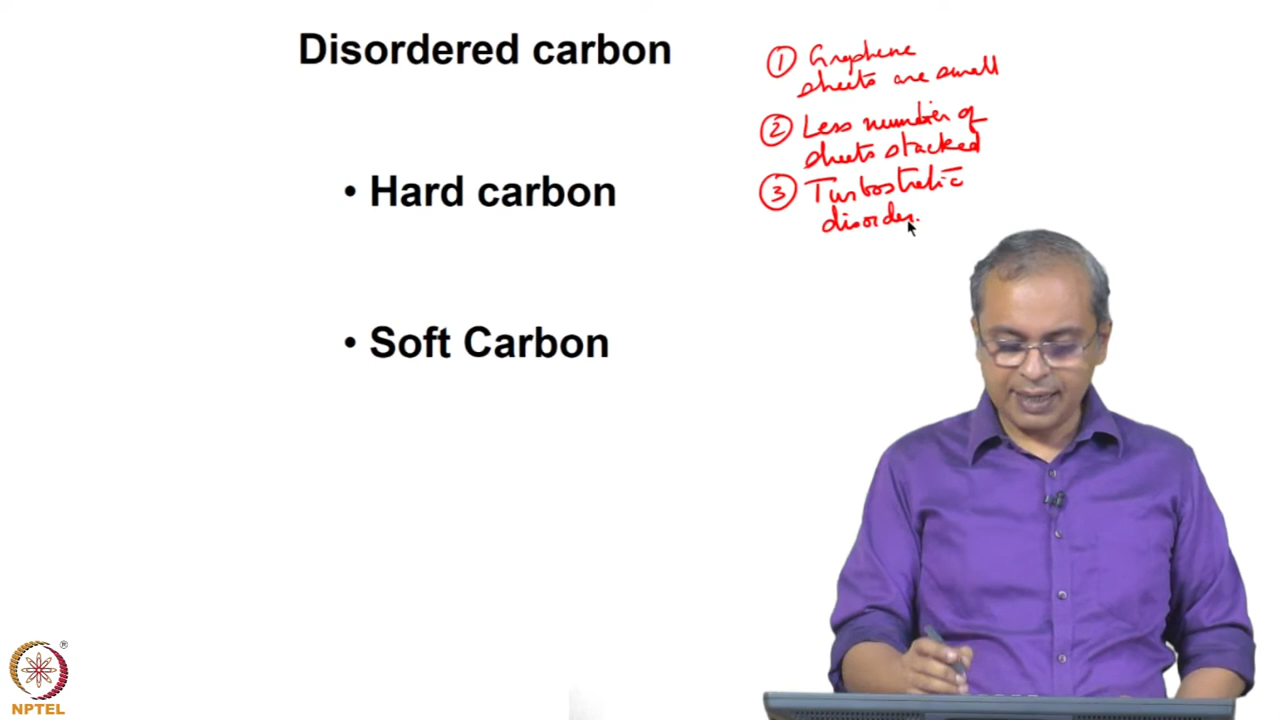 Disordered carbon
• Hard carbon
• Soft Carbon
① Graphene
sheets are small
② Less number of
sheets stacked
③ Turbostratic
disorder.
®
NPTEL